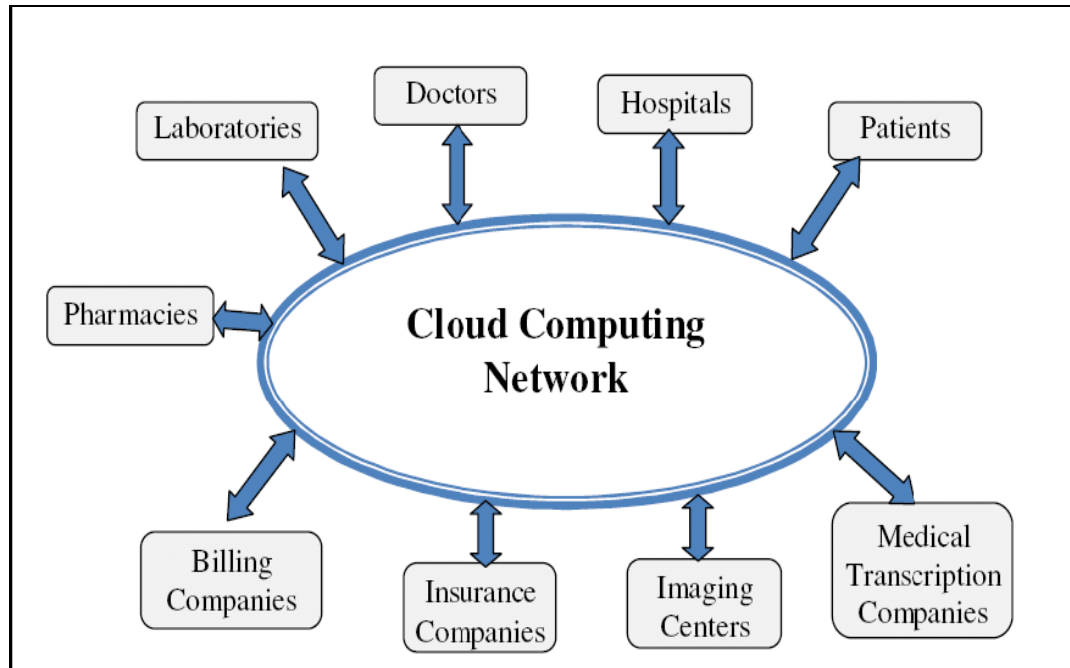 Doctors
Hospitals
Laboratories
Patients
Pharmacies
Cloud Computing
Network
Billing
Companies
Insurance
Companies
Imaging
Centers
Medical
Transcription
Companies